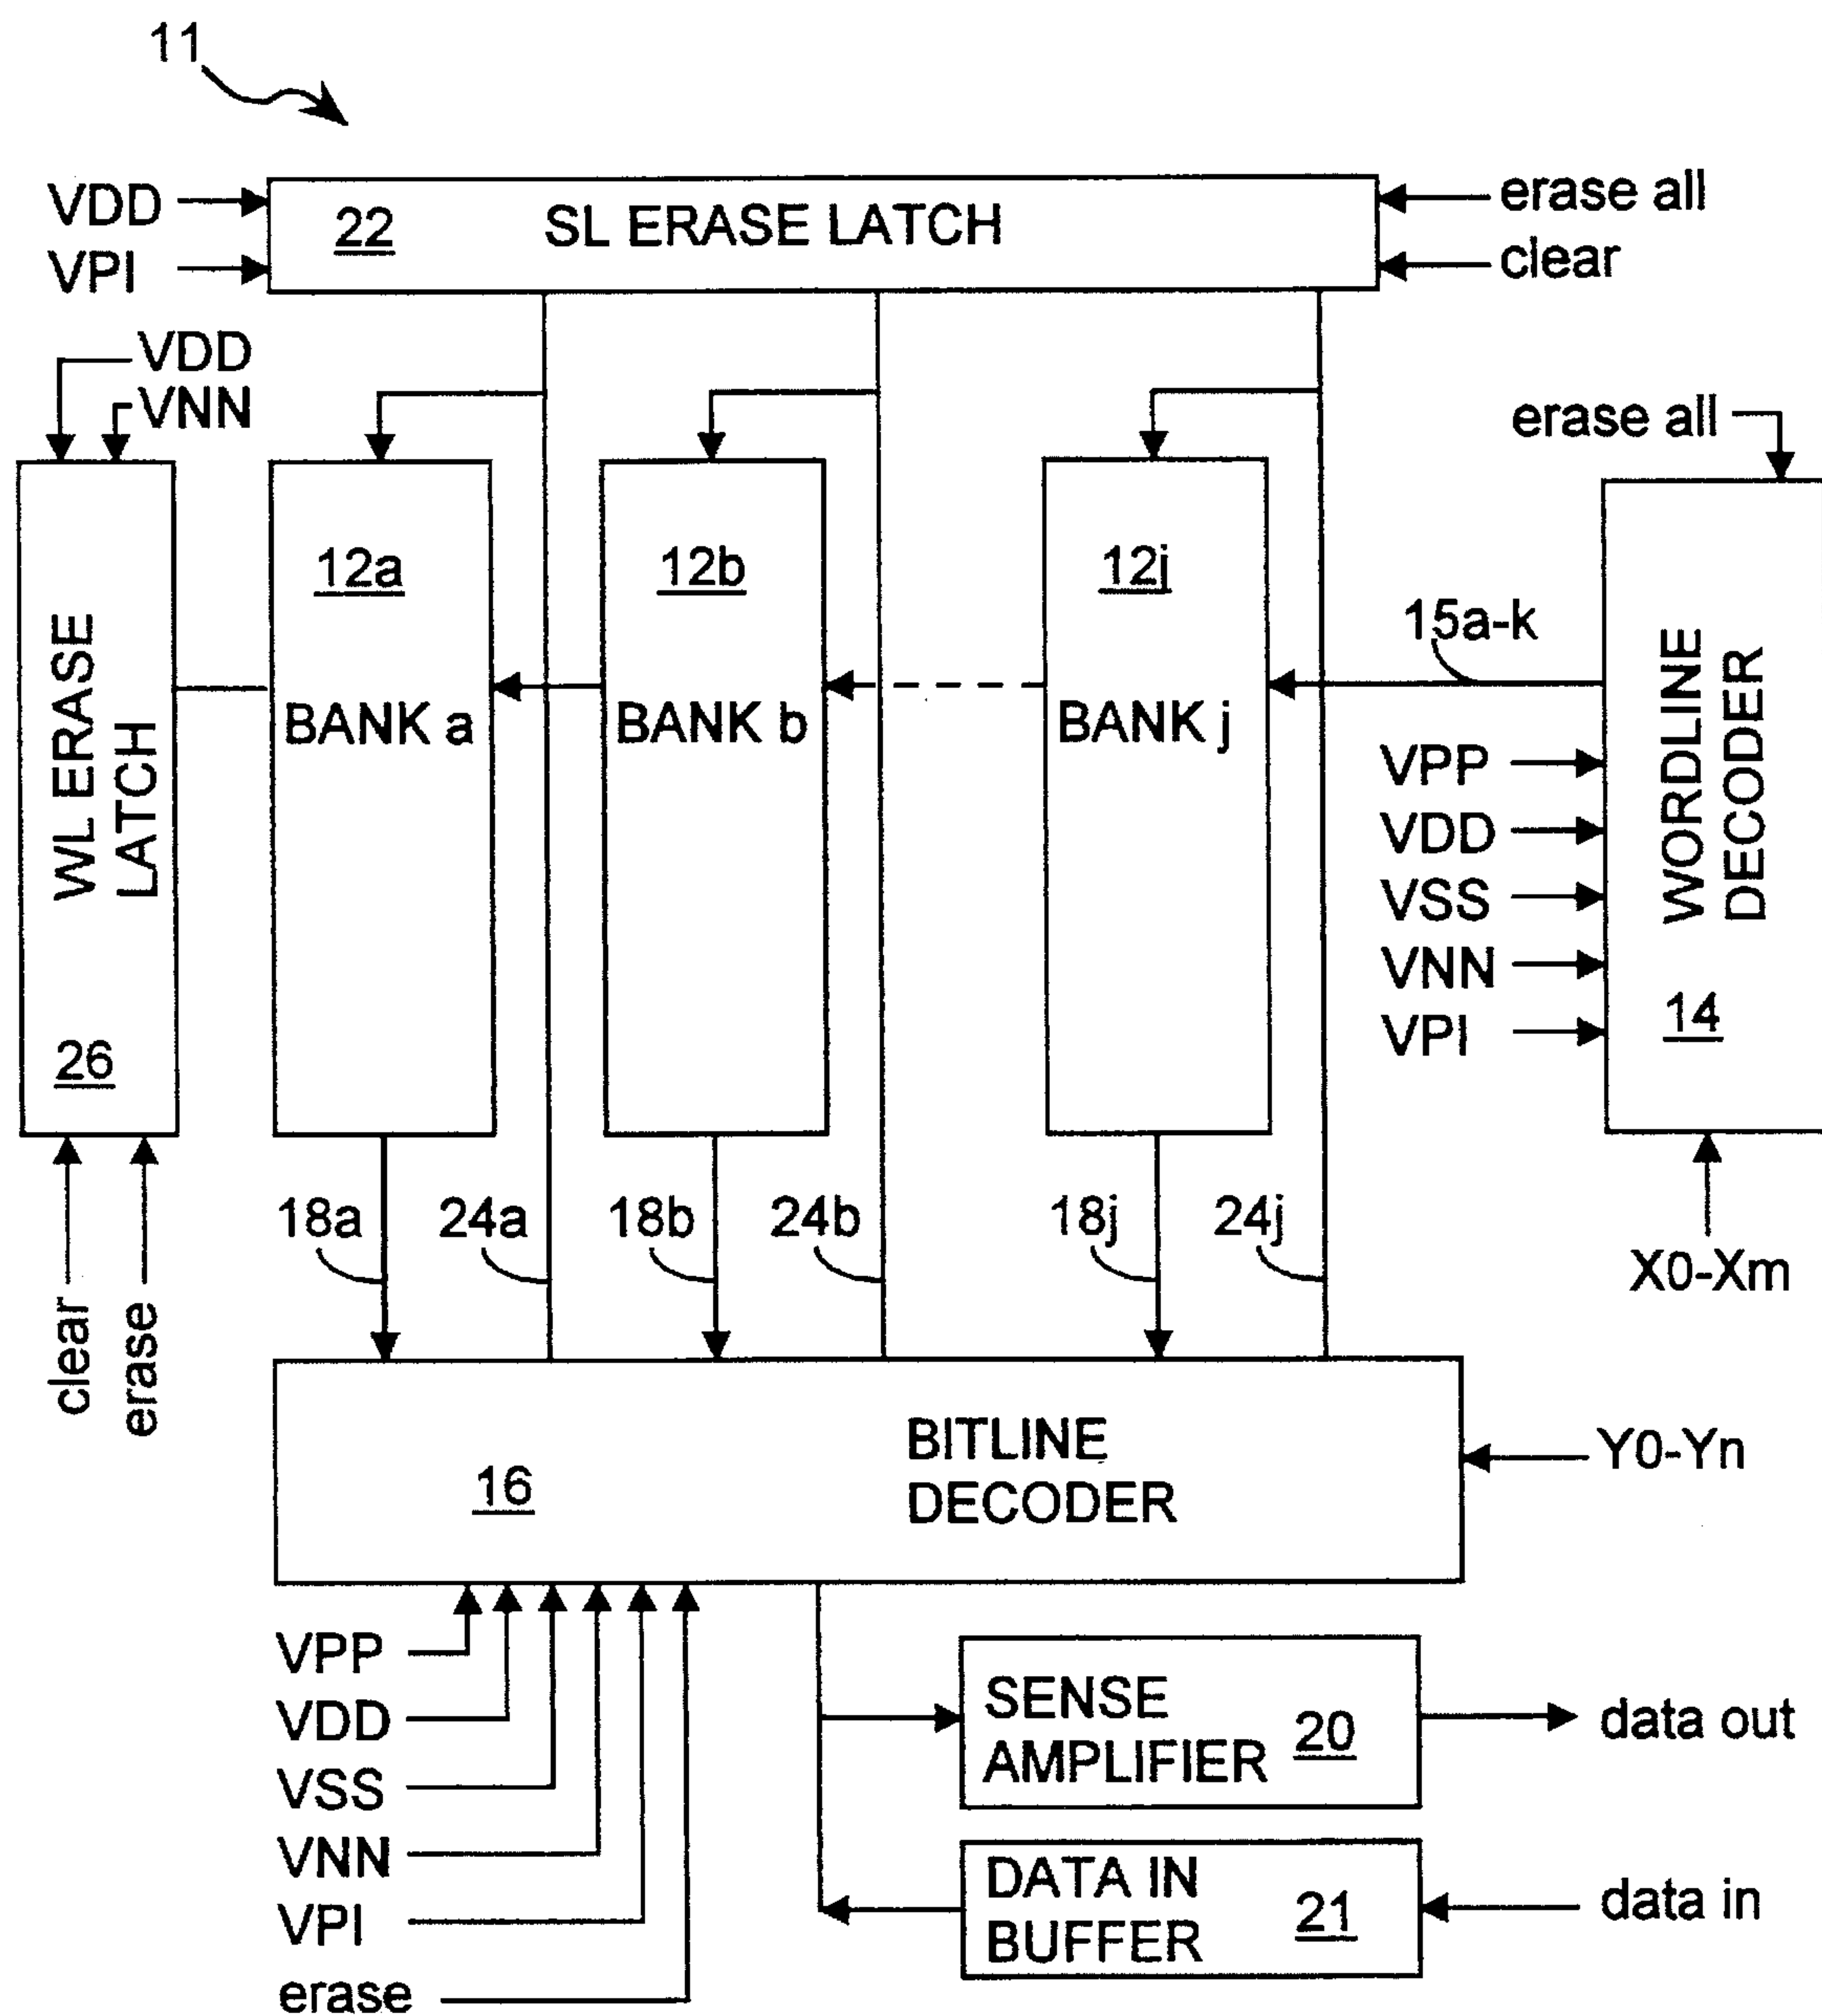 11
VDD
VPI
22 SL ERASE LATCH
erase all
clear
VDD
VNN
erase all
WL ERASE
LATCH
26
12a
BANK a
12b
BANK b
12j
BANK j
15a-k
VPP
VDD
VSS
VNN
VPI
WORDLINE
DECODER
14
clear
erase
18a
24a
18b
24b
18j
24j
X0-Xm
16
BITLINE
DECODER
Y0-Yn
VPP
VDD
VSS
VNN
VPI
erase
SENSE
AMPLIFIER
20
data out
DATA IN
BUFFER
21
data in